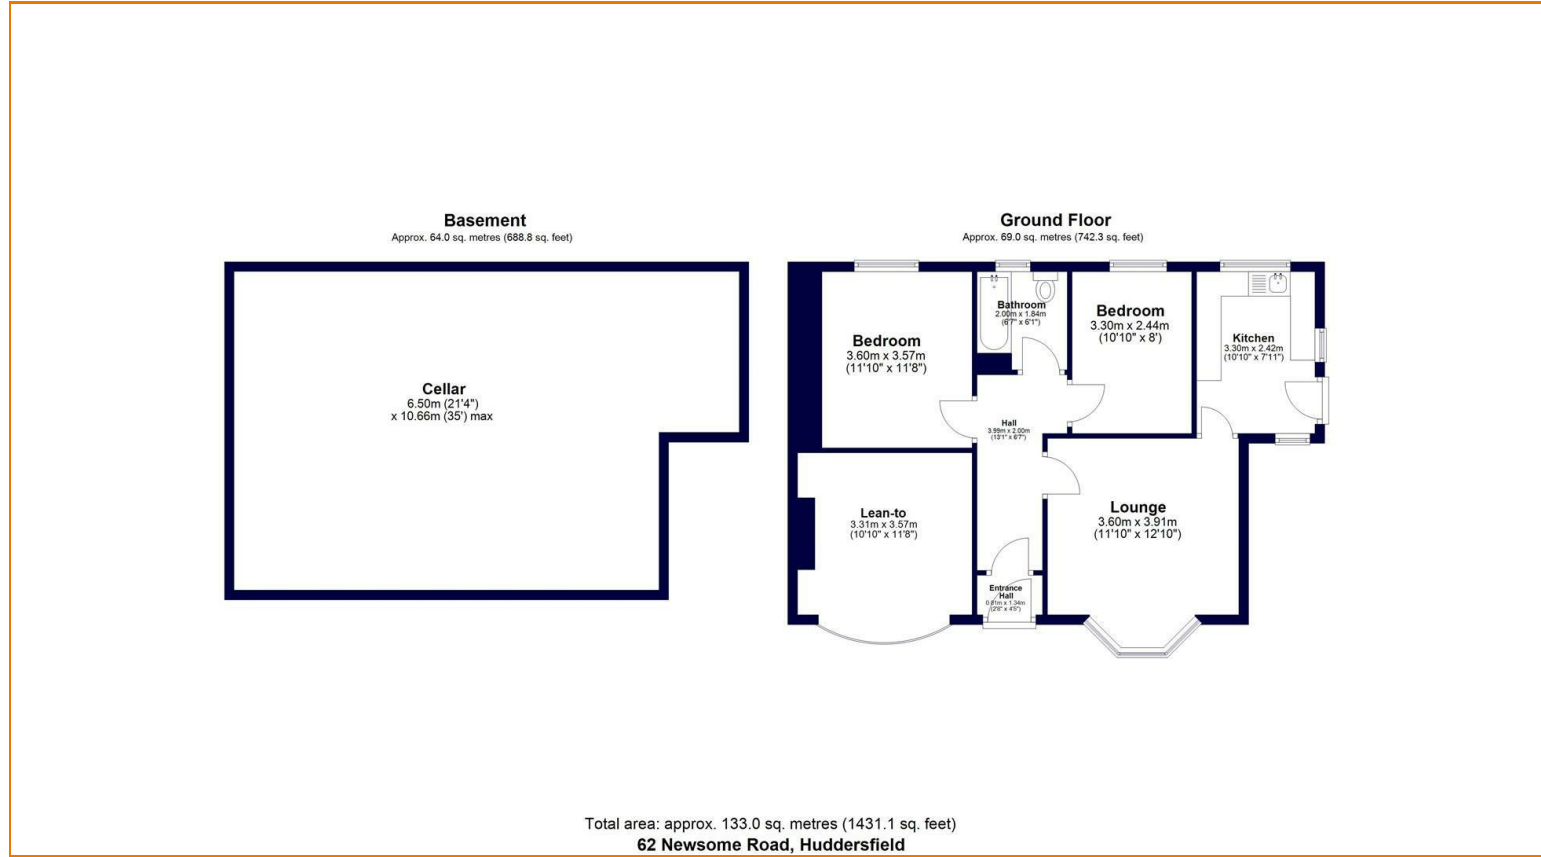 Basement
Approx. 64.0 sq. metres (688.8 sq. feet)
Cellar
6.50m (21'4")
x 10.66m (35') max
Ground Floor
Approx. 69.0 sq. metres (742.3 sq. feet)
Bedroom
3.60m x 3.57m
(11'10" x 11'8")
Bathroom
2.00m x 1.84m
(6'7" x 6'1")
Bedroom
3.30m x 2.44m
(10'10" x 8')
Kitchen
3.30m x 2.42m
(10'10" x 7'11")
Hall
3.99m x 2.00m
(13'1" x 6'7")
Lean-to
3.31m x 3.57m
(10'10" x 11'8")
Lounge
3.60m x 3.91m
(11'10" x 12'10")
Entrance
Hall
0.81m x 1.34m
(2'8" x 4'5")
Total area: approx. 133.0 sq. metres (1431.1 sq. feet)
62 Newsome Road, Huddersfield